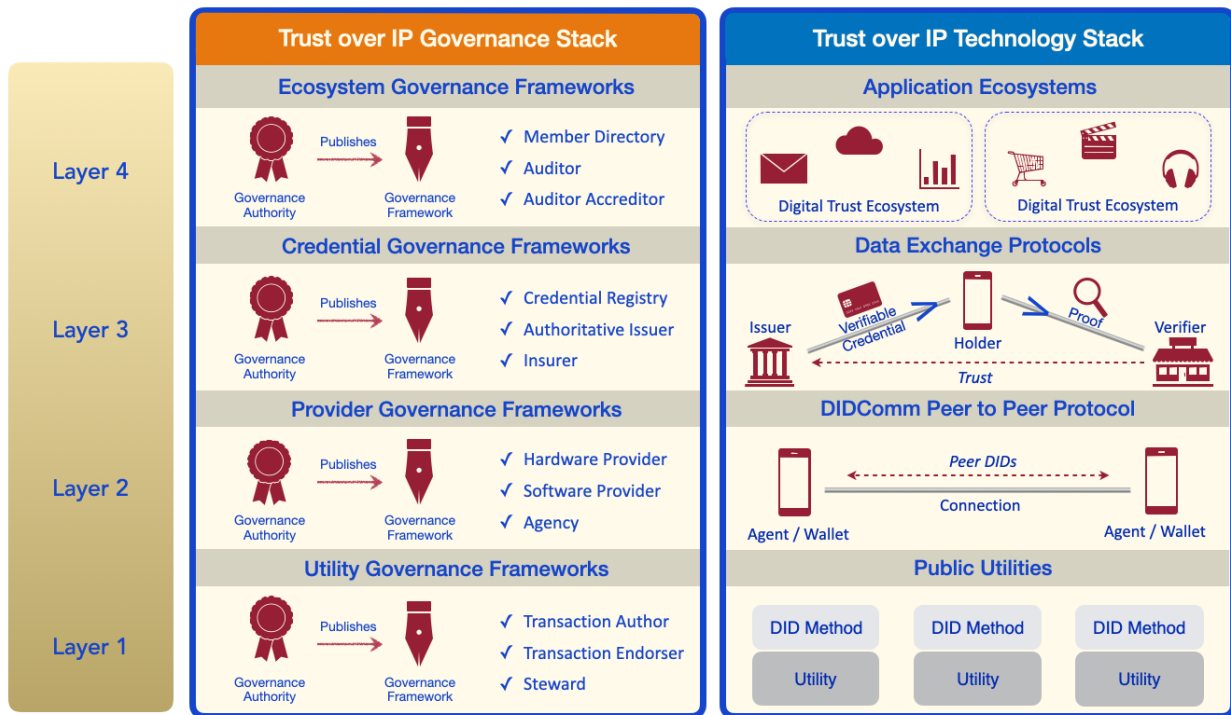 Trust over IP Governance Stack
Trust over IP Technology Stack
Layer 4
Ecosystem Governance Frameworks
Governance
Authority
Publishes
Governance
Framework
✓ Member Directory
✓ Auditor
✓ Auditor Accreditor
Application Ecosystems
Digital Trust Ecosystem
Digital Trust Ecosystem
Layer 3
Credential Governance Frameworks
Governance
Authority
Publishes
Governance
Framework
✓ Credential Registry
✓ Authoritative Issuer
✓ Insurer
Data Exchange Protocols
Issuer
Verifiable
Credential
Holder
Proof
Verifier
Trust
Layer 2
Provider Governance Frameworks
Governance
Authority
Publishes
Governance
Framework
✓ Hardware Provider
✓ Software Provider
✓ Agency
DIDComm Peer to Peer Protocol
Peer DIDs
Connection
Agent / Wallet
Agent / Wallet
Layer 1
Utility Governance Frameworks
Governance
Authority
Publishes
Governance
Framework
✓ Transaction Author
✓ Transaction Endorser
✓ Steward
Public Utilities
DID Method
Utility
DID Method
Utility
DID Method
Utility